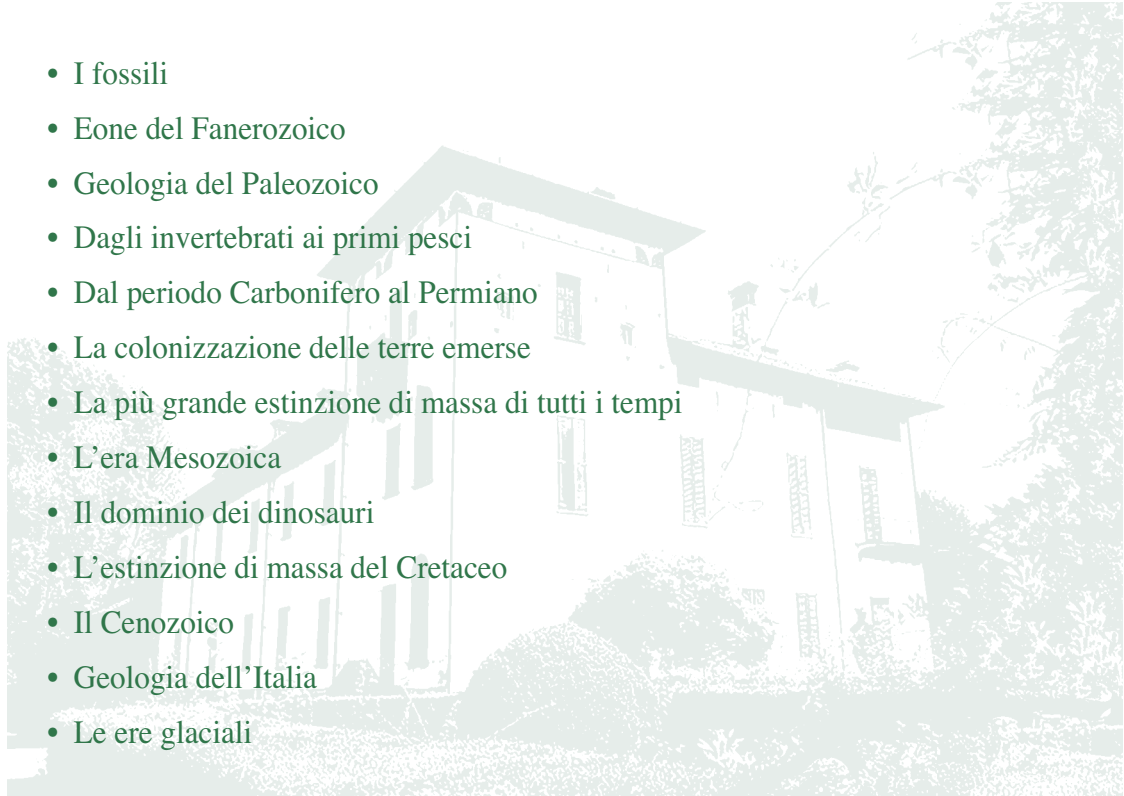 • I fossili
• Eone del Fanerozoico
• Geologia del Paleozoico
• Dagli invertebrati ai primi pesci
• Dal periodo Carbonifero al Permiano
• La colonizzazione delle terre emerse
• La più grande estinzione di massa di tutti i tempi
• L’era Mesozoica
• Il dominio dei dinosauri
• L’estinzione di massa del Cretaceo
• Il Cenozoico
• Geologia dell’Italia
• Le ere glaciali